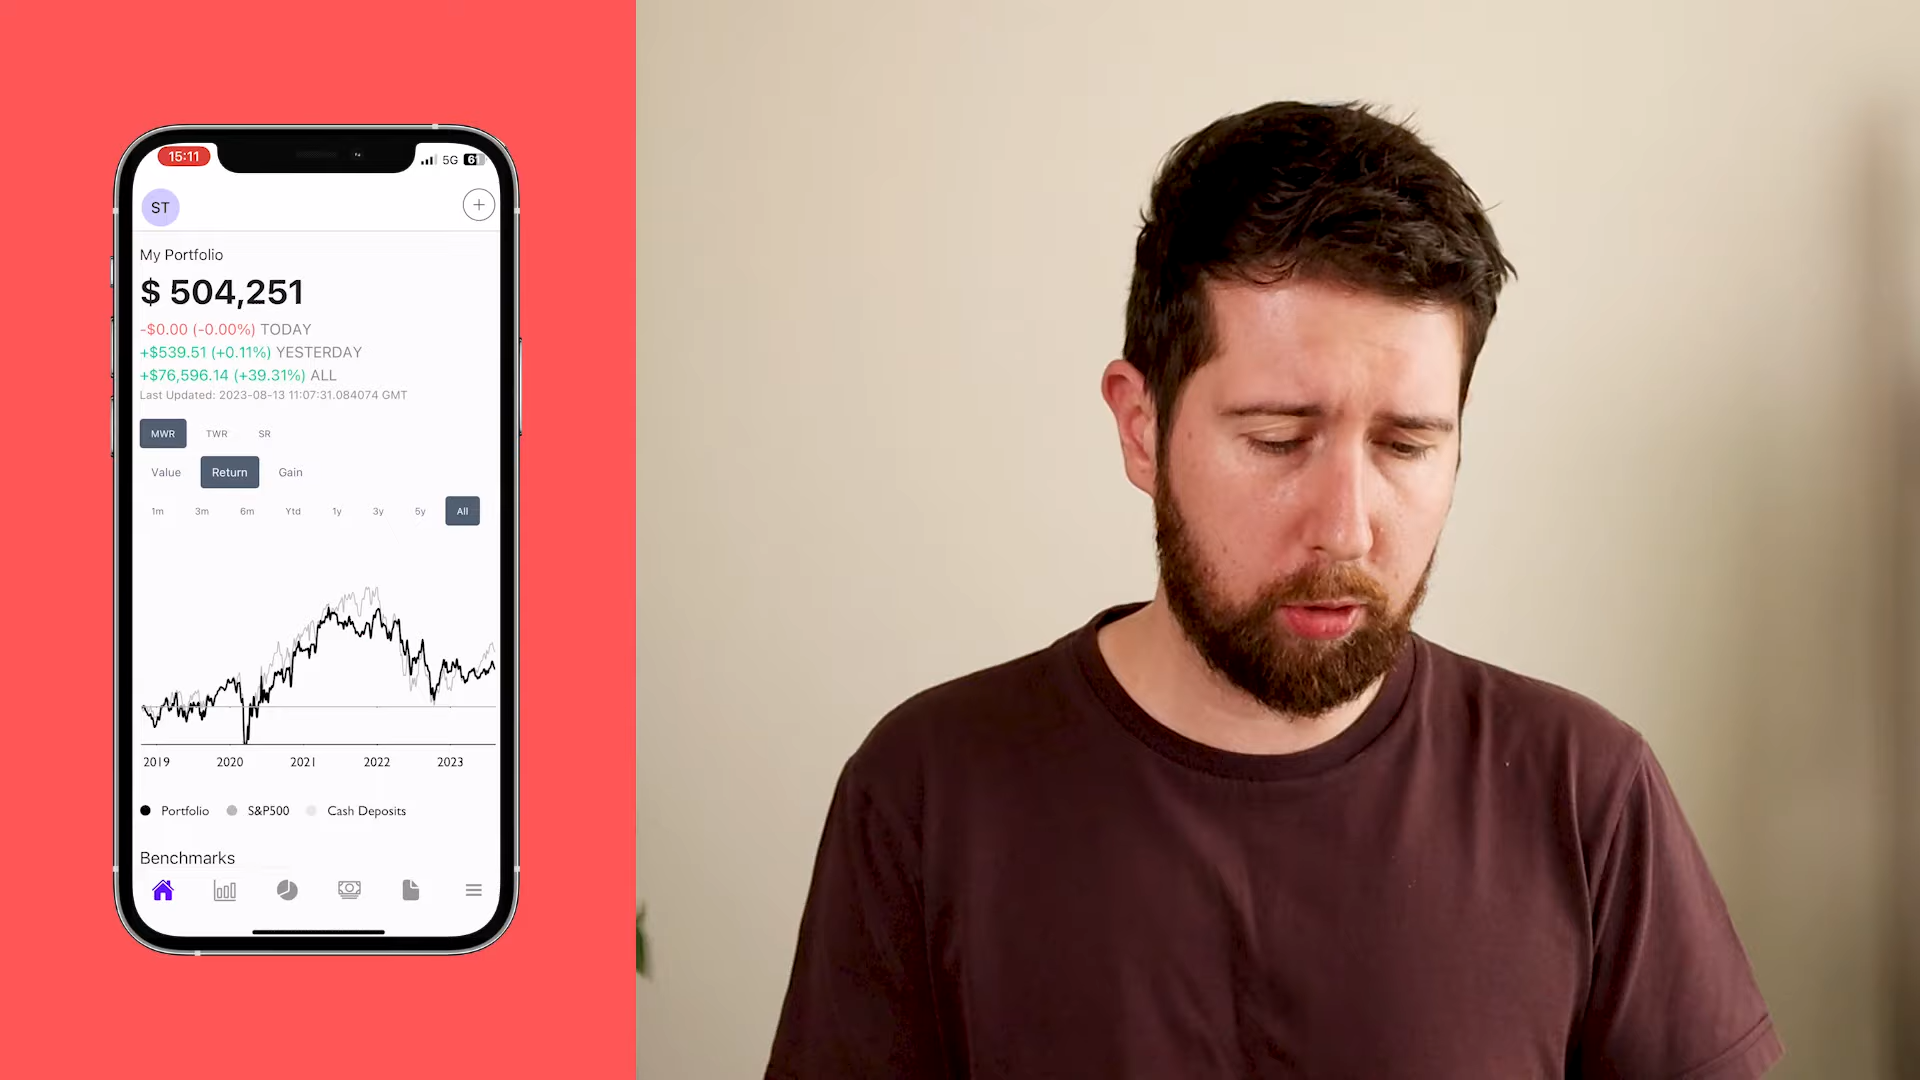 15:11
5G 61
ST
My Portfolio
$ 504,251
-$0.00 (-0.00%) TODAY
+$539.51 (+0.11%) YESTERDAY
+$76,596.14 (+39.31%) ALL
Last Updated: 2023-08-13 11:07:31.084074 GMT
MWR TWR SR
Value Return Gain
1m 3m 6m Ytd 1y 3y 5y All
2019 2020 2021 2022 2023
Portfolio S&P500 Cash Deposits
Benchmarks